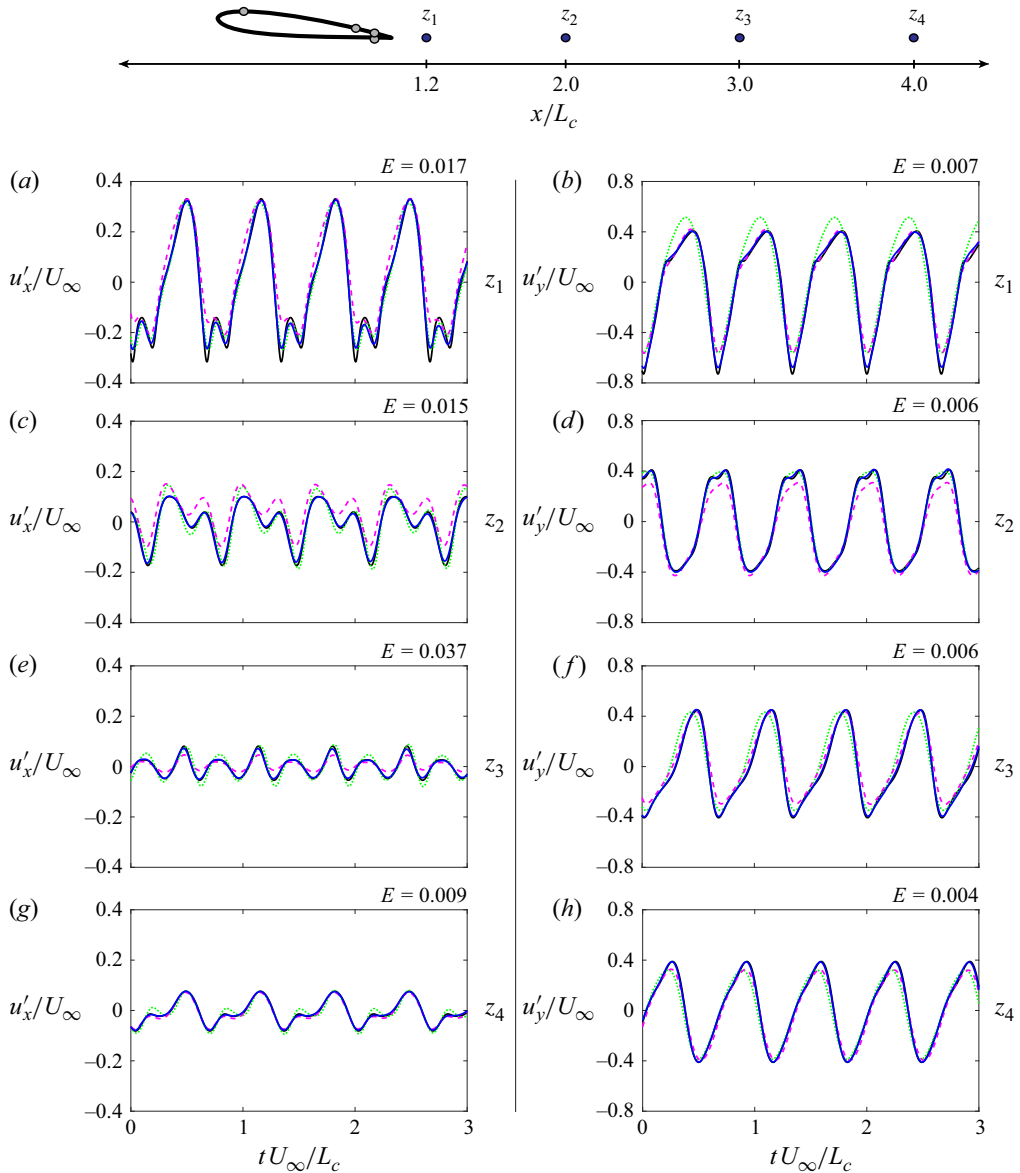 z1 z2 z3 z4
1.2 2.0 3.0 4.0
x/Lc
E = 0.017 E = 0.007
(a) 0.4 (b) 0.8
0.2 0.4
u′x/U∞ 0 z1 u′y/U∞ 0 z1
–0.2 –0.4
–0.4 –0.8
E = 0.015 E = 0.006
(c) 0.4 (d) 0.8
0.2 0.4
u′x/U∞ 0 z2 u′y/U∞ 0 z2
–0.2 –0.4
–0.4 –0.8
E = 0.037 E = 0.006
(e) 0.4 (f) 0.8
0.2 0.4
u′x/U∞ 0 z3 u′y/U∞ 0 z3
–0.2 –0.4
–0.4 –0.8
E = 0.009 E = 0.004
(g) 0.4 (h) 0.8
0.2 0.4
u′x/U∞ 0 z4 u′y/U∞ 0 z4
–0.2 –0.4
–0.4 –0.8
0 1 2 3 0 1 2 3
tU∞/Lc tU∞/Lc